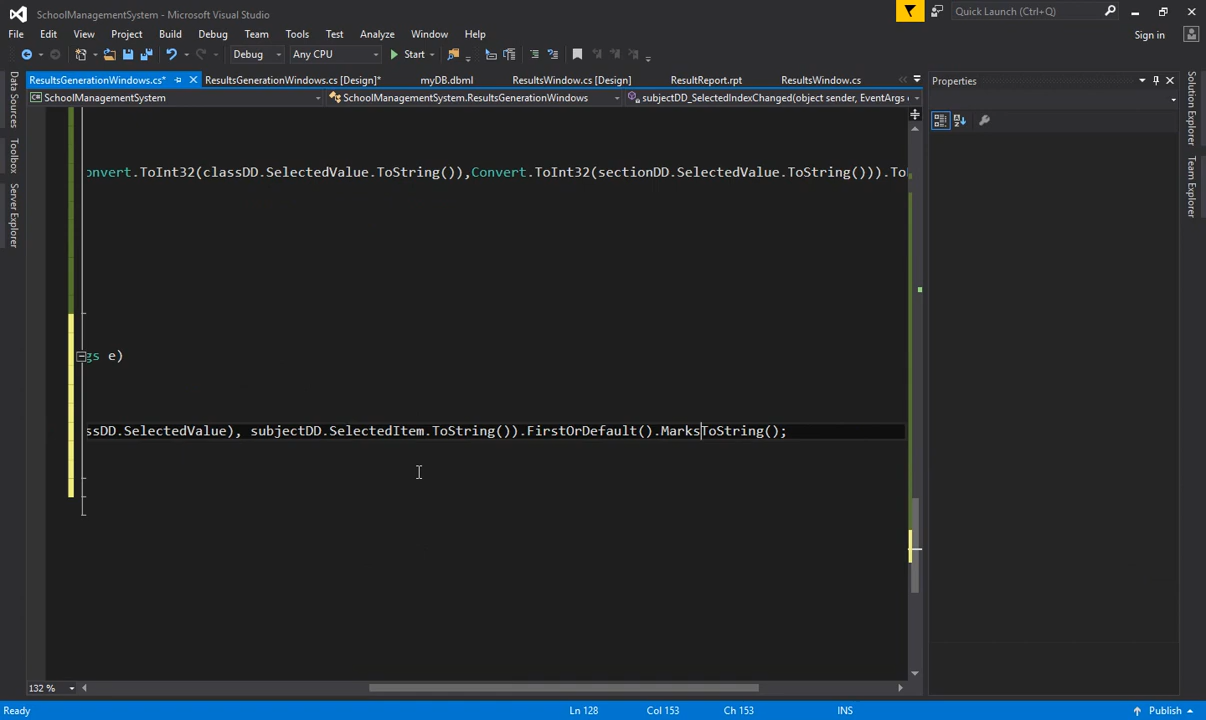 SchoolManagementSystem - Microsoft Visual Studio
Quick Launch (Ctrl+Q)
File Edit View Project Build Debug Team Tools Test Analyze Window Help
Sign in
Debug Any CPU Start
ResultsGenerationWindows.cs* ResultsGenerationWindows.cs [Design]* myDB.dbml ResultsWindow.cs [Design] ResultReport.rpt ResultsWindow.cs
Properties
SchoolManagementSystem SchoolManagementSystem.ResultsGenerationWindows subjectDD_SelectedIndexChanged(object sender, EventArgs e
Data Sources
Toolbox
Server Explorer
Solution Explorer
Team Explorer
onvert.ToInt32(classDD.SelectedValue.ToString()),Convert.ToInt32(sectionDD.SelectedValue.ToString())).To
gs e)
ssDD.SelectedValue), subjectDD.SelectedItem.ToString()).FirstOrDefault().MarksToString();
132 %
Ready Ln 128 Col 153 Ch 153 INS Publish